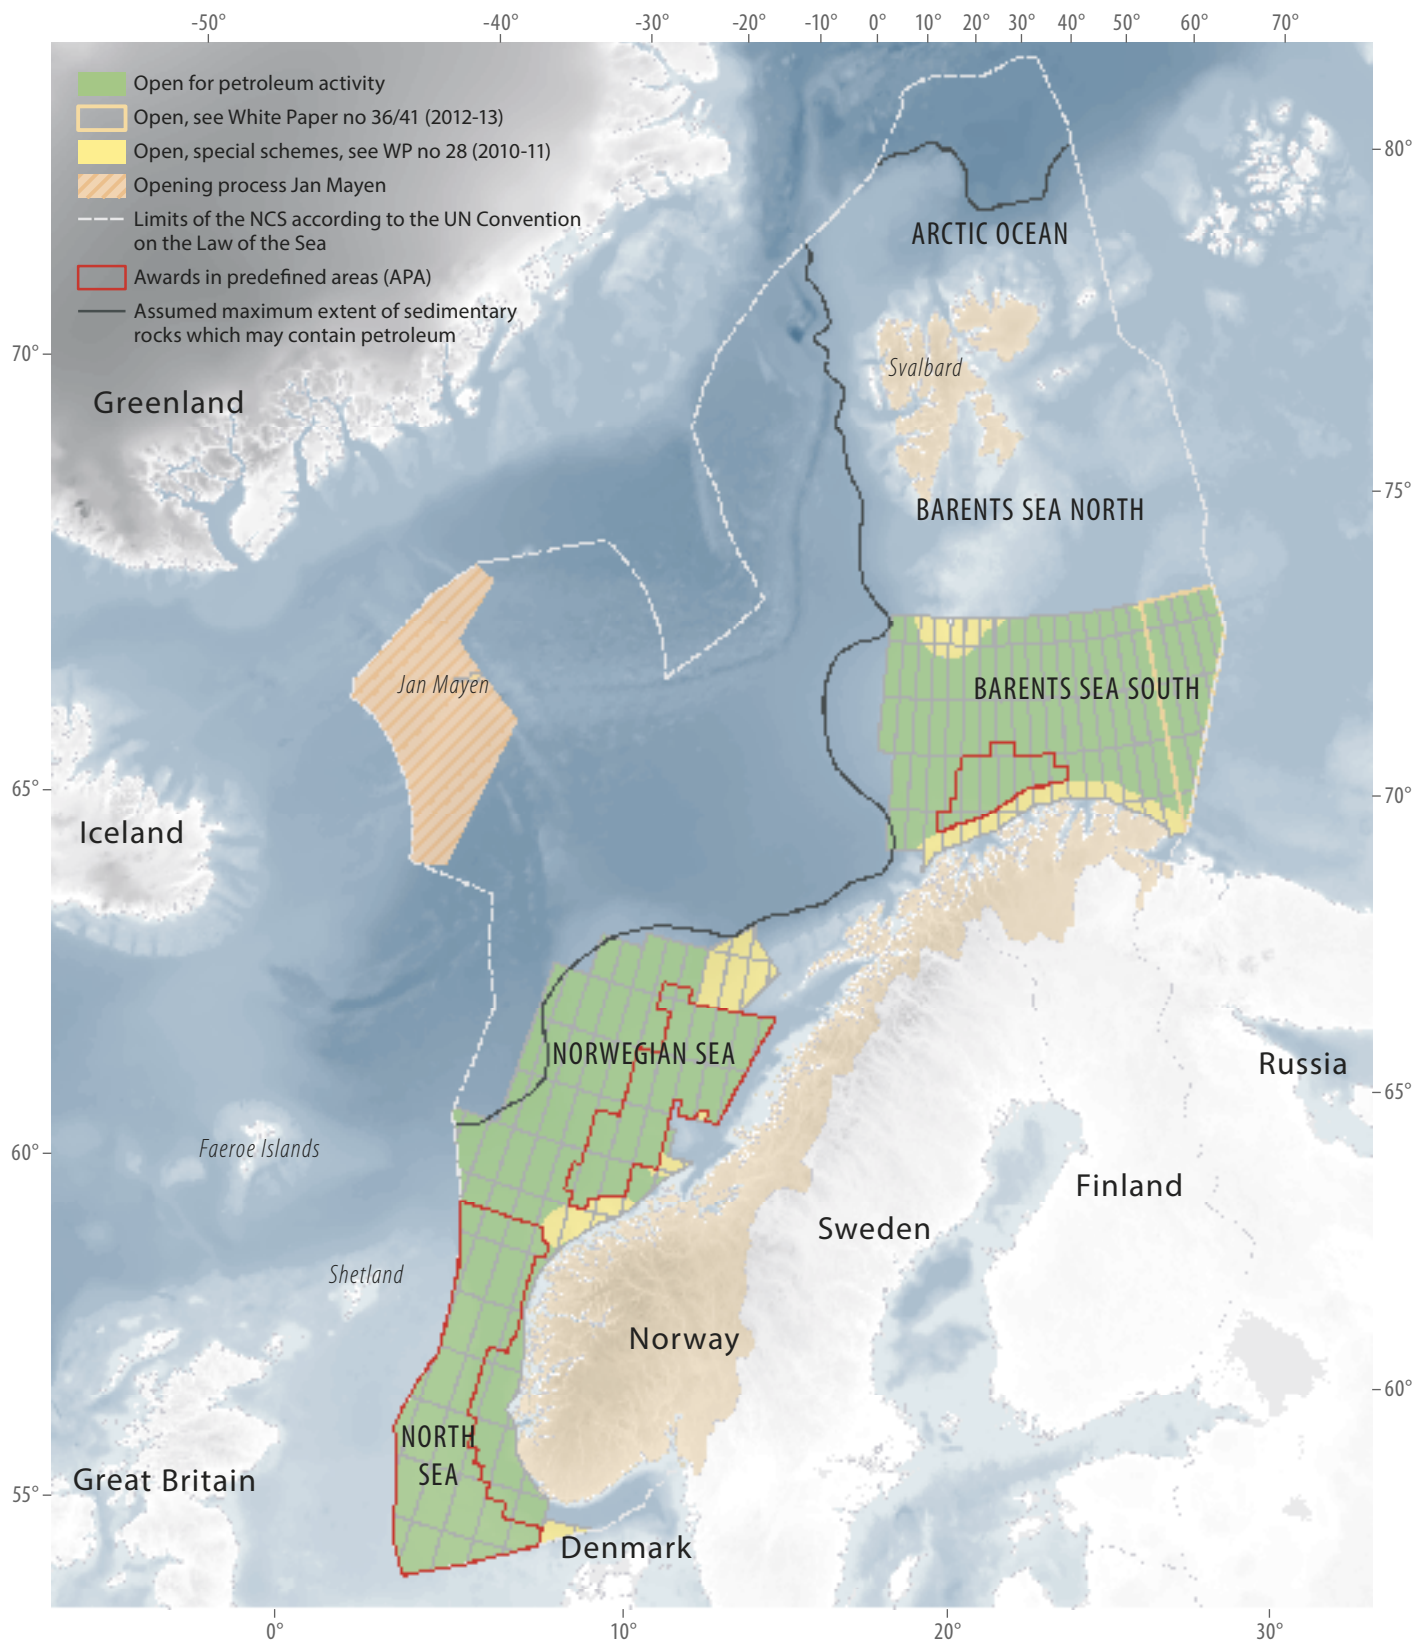 -50° -40° -30° -20° -10° 0° 10° 20° 30° 40° 50° 60° 70°
Open for petroleum activity
Open, see White Paper no 36/41 (2012-13)
Open, special schemes, see WP no 28 (2010-11)
Opening process Jan Mayen
Limits of the NCS according to the UN Convention
on the Law of the Sea
Awards in predefined areas (APA)
Assumed maximum extent of sedimentary
rocks which may contain petroleum
80°
ARCTIC OCEAN
70°
Svalbard
Greenland
75°
BARENTS SEA NORTH
Jan Mayen
BARENTS SEA SOUTH
65°
70°
Iceland
NORWEGIAN SEA
Russia
65°
Faeroe Islands
60°
Finland
Sweden
Shetland
Norway
60°
NORTH
SEA
Great Britain
55°
Denmark
0° 10° 20° 30°